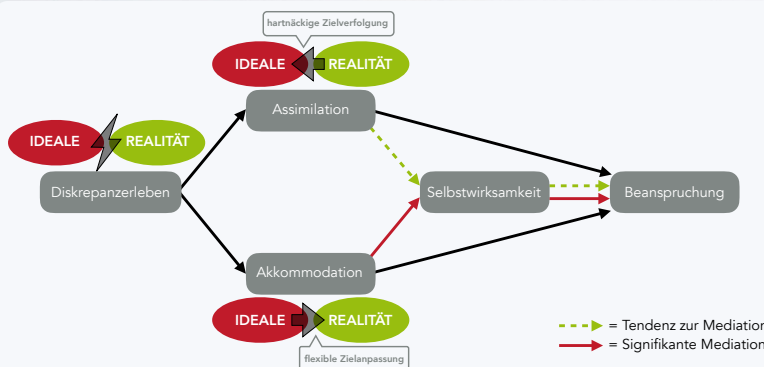 hartnäckige Zielverfolgung
IDEALE REALITÄT
Assimilation
IDEALE REALITÄT
Diskrepanzerleben
Selbstwirksamkeit
Beanspruchung
Akkommodation
IDEALE REALITÄT
flexible Zielanpassung
= Tendenz zur Mediation
= Signifikante Mediation